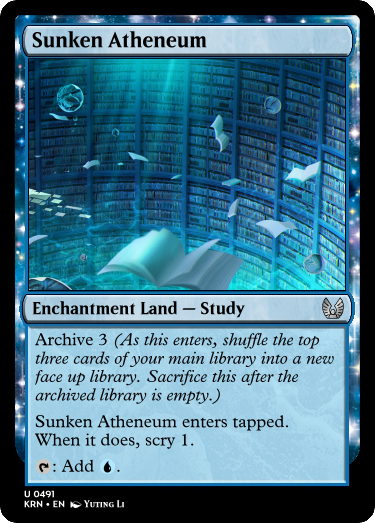 Sunken Atheneum
Enchantment Land — Study
Archive 3 (As this enters, shuffle the top
three cards of your main library into a new
face up library. Sacrifice this after the
archived library is empty.)
Sunken Atheneum enters tapped.
When it does, scry 1.
: Add .
U 0491
KRN • EN Yuting Li